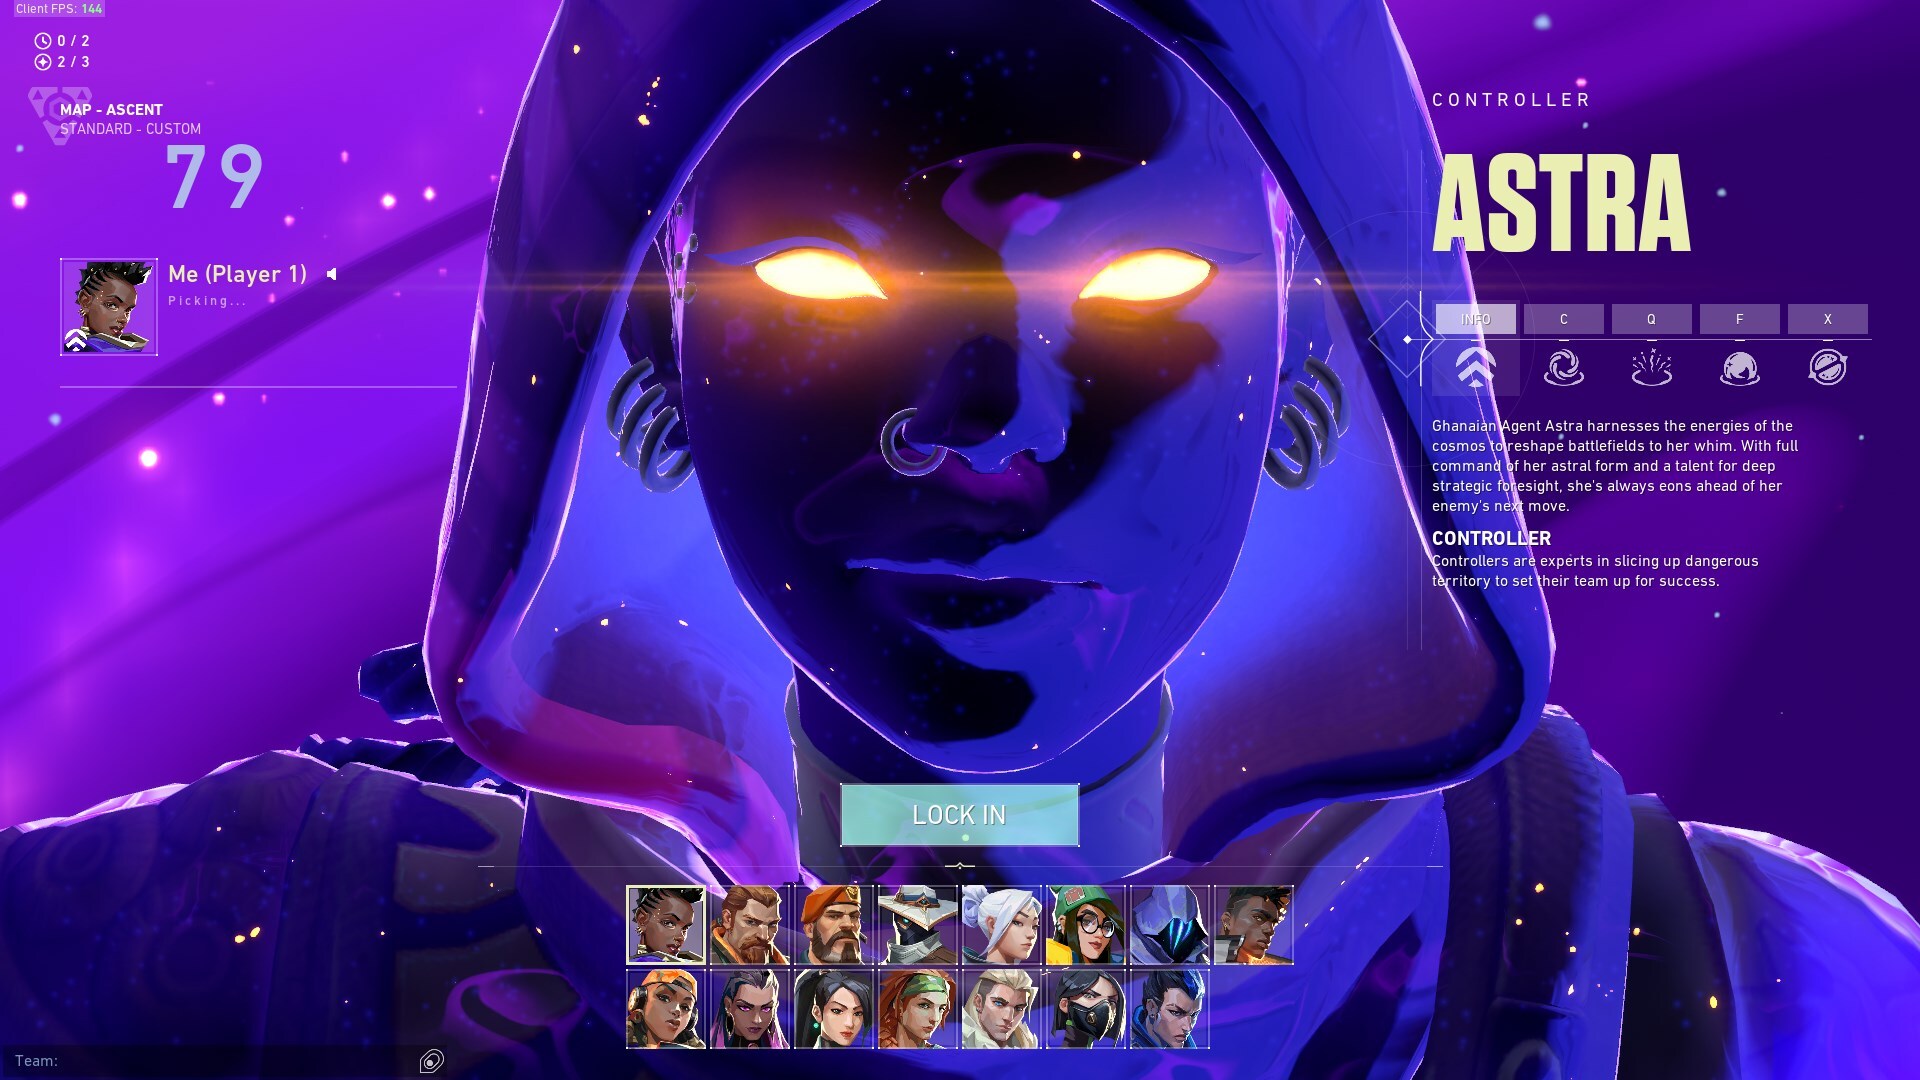 Client FPS: 144
0 / 2
2 / 3
MAP - ASCENT
STANDARD - CUSTOM
79
Me (Player 1)
Picking...
CONTROLLER
ASTRA
INFO
C
Q
F
X
Ghanaian Agent Astra harnesses the energies of the
cosmos to reshape battlefields to her whim. With full
command of her astral form and a talent for deep
strategic foresight, she's always eons ahead of her
enemy's next move.
CONTROLLER
Controllers are experts in slicing up dangerous
territory to set their team up for success.
LOCK IN
Team: